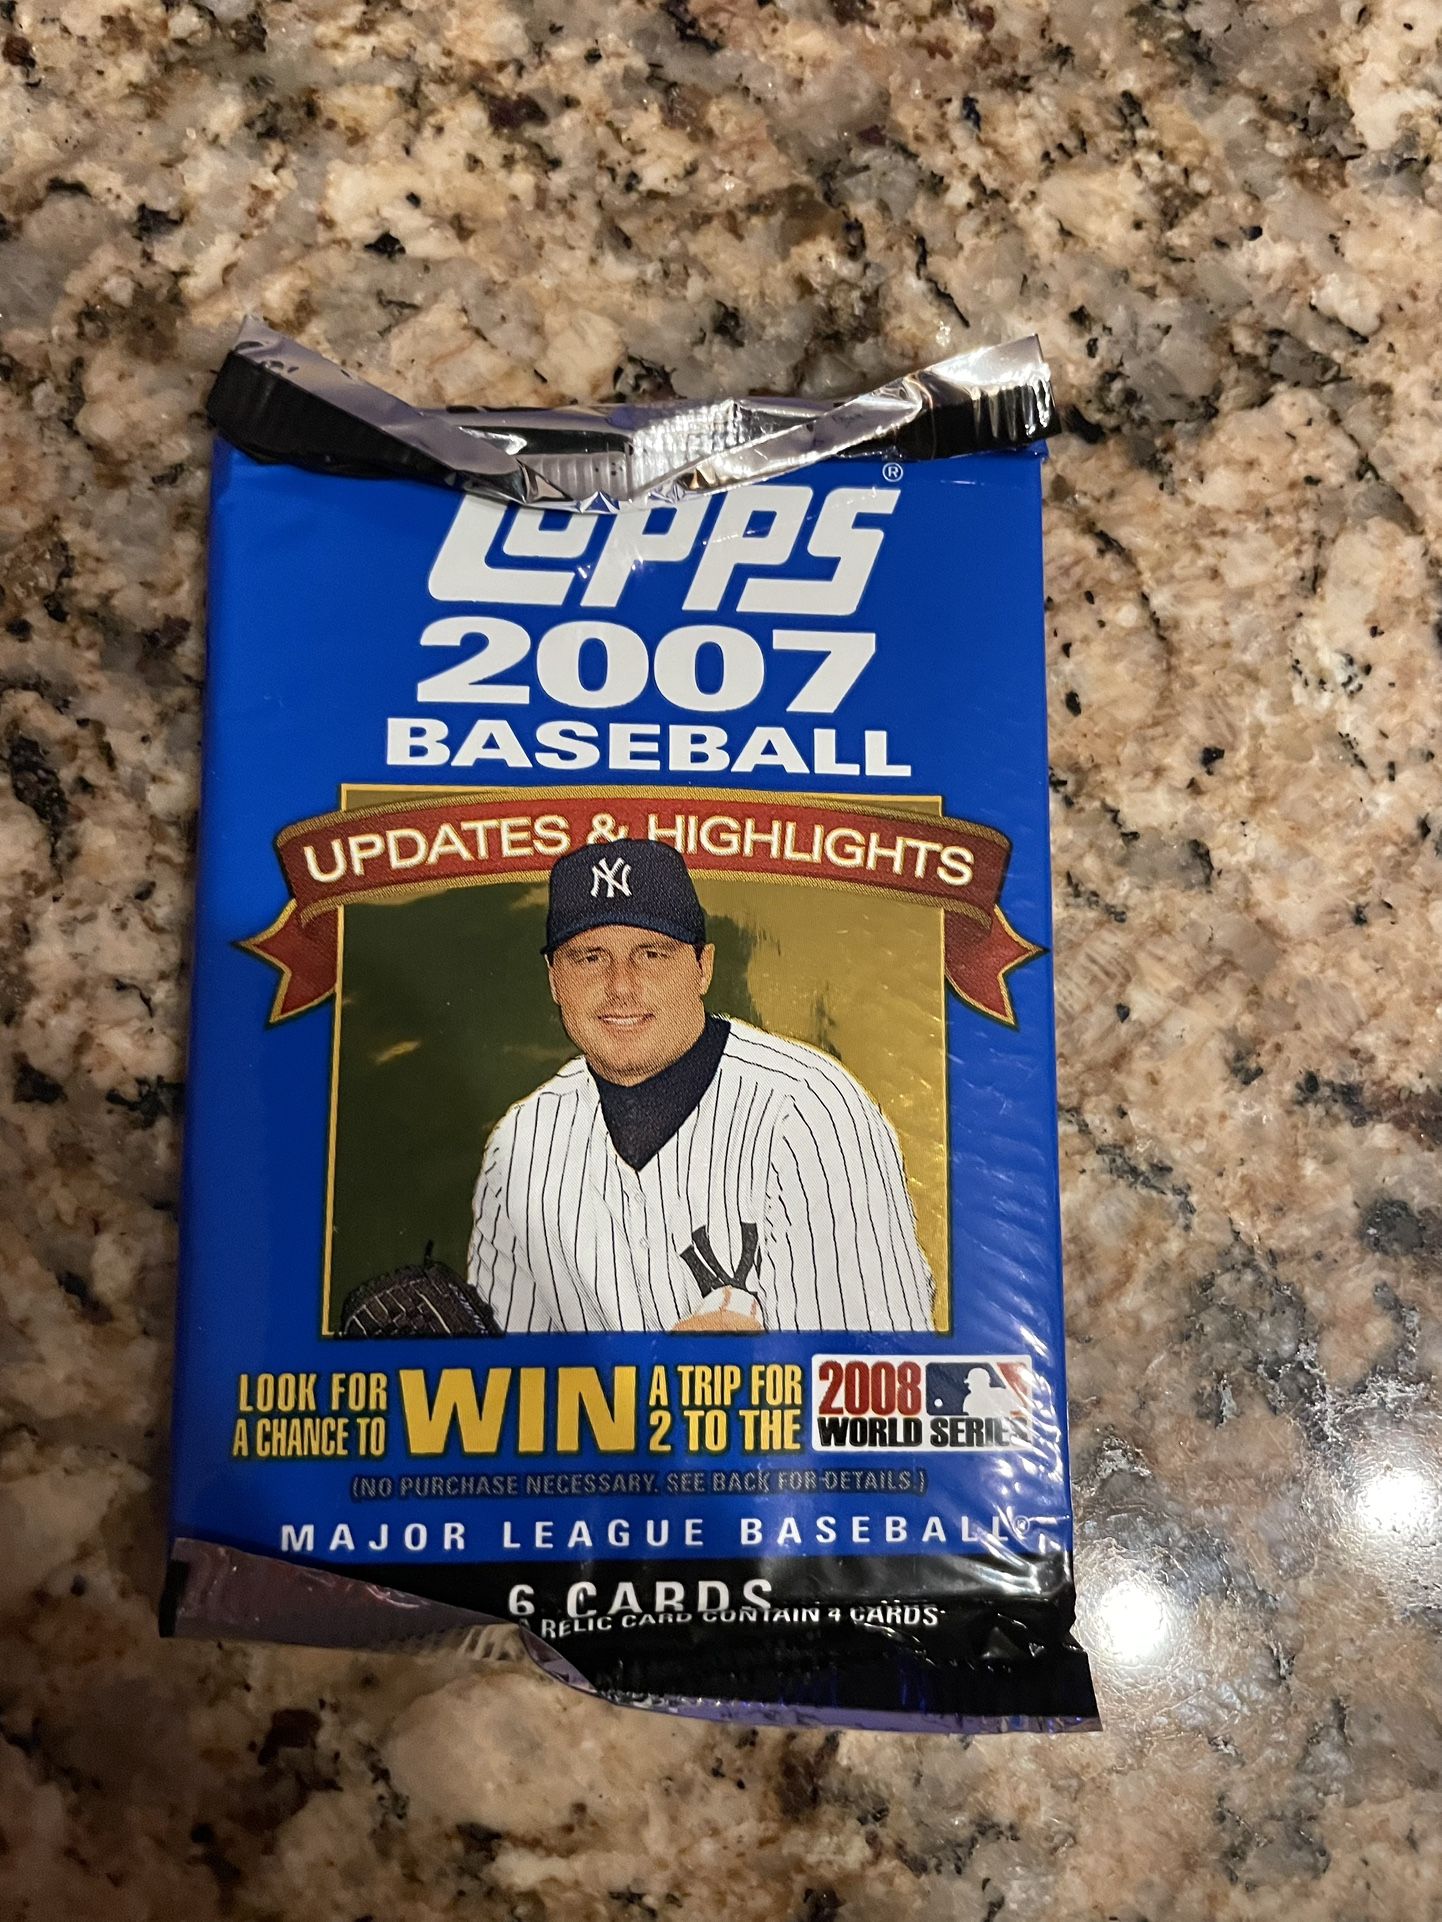 Topps®
2007
BASEBALL
UPDATES & HIGHLIGHTS
NY
NY
LOOK FOR A CHANCE TO WIN A TRIP FOR 2 TO THE 2008 WORLD SERIES
(NO PURCHASE NECESSARY. SEE BACK FOR DETAILS.)
MAJOR LEAGUE BASEBALL®
6 CARDS
A RELIC CARD CONTAIN 4 CARDS